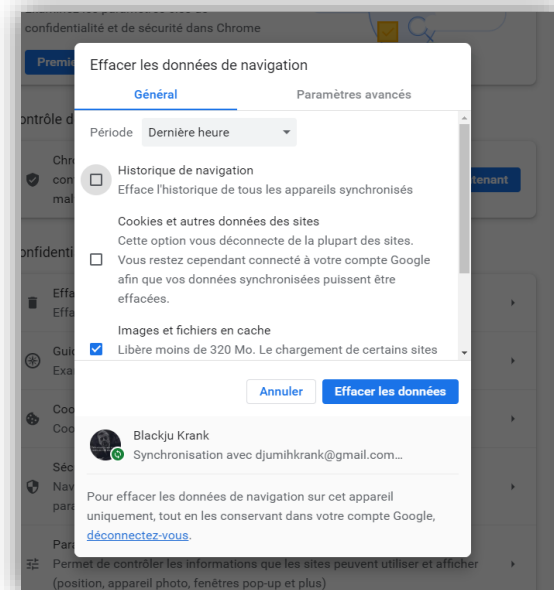 confidentialité et de sécurité dans Chrome
Effacer les données de navigation
Général
Paramètres avancés
Période Dernière heure
Historique de navigation
Efface l'historique de tous les appareils synchronisés
Cookies et autres données des sites
Cette option vous déconnecte de la plupart des sites.
Vous restez cependant connecté à votre compte Google
afin que vos données synchronisées puissent être
effacées.
Images et fichiers en cache
Libère moins de 320 Mo. Le chargement de certains sites
Annuler
Effacer les données
Blackju Krank
Synchronisation avec djumihkrank@gmail.com...
Pour effacer les données de navigation sur cet appareil
uniquement, tout en les conservant dans votre compte Google,
déconnectez-vous.
Permet de contrôler les informations que les sites peuvent utiliser et afficher
(position, appareil photo, fenêtres pop-up et plus)